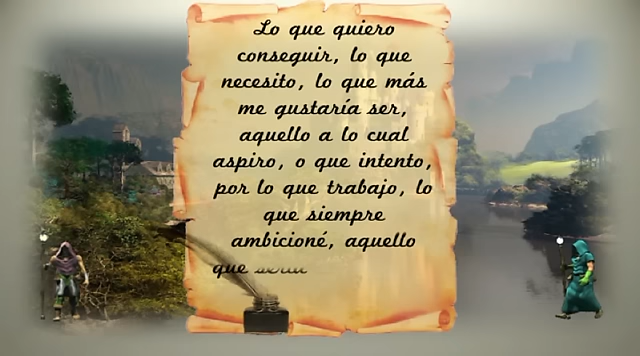 Lo que quiero
conseguir, lo que
necesito, lo que más
me gustaría ser,
aquello a lo cual
aspiro, o que intento,
por lo que trabajo, lo
que siempre
ambicioné, aquello
que